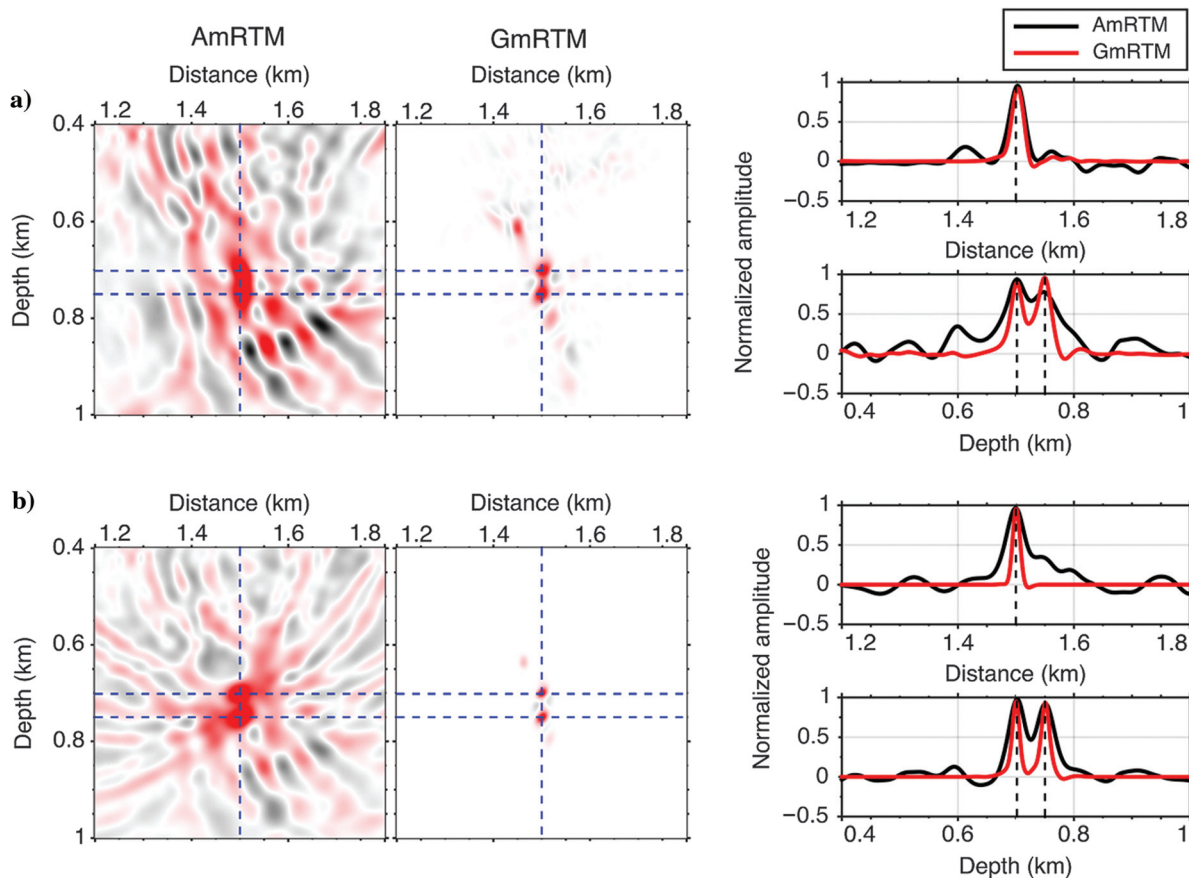 AmRTM
GmRTM
AmRTM
GmRTM
a)
Distance (km)
Distance (km)
1.2 1.4 1.6 1.8
1.2 1.4 1.6 1.8
0.4
0.6
0.8
1
Depth (km)
1
0.5
0
−0.5
1.2 1.4 1.6 1.8
Distance (km)
Normalized amplitude
1
0.5
0
−0.5
0.4 0.6 0.8 1
Depth (km)
b)
Distance (km)
Distance (km)
1.2 1.4 1.6 1.8
1.2 1.4 1.6 1.8
0.4
0.6
0.8
1
Depth (km)
1
0.5
0
−0.5
1.2 1.4 1.6 1.8
Distance (km)
Normalized amplitude
1
0.5
0
−0.5
0.4 0.6 0.8 1
Depth (km)